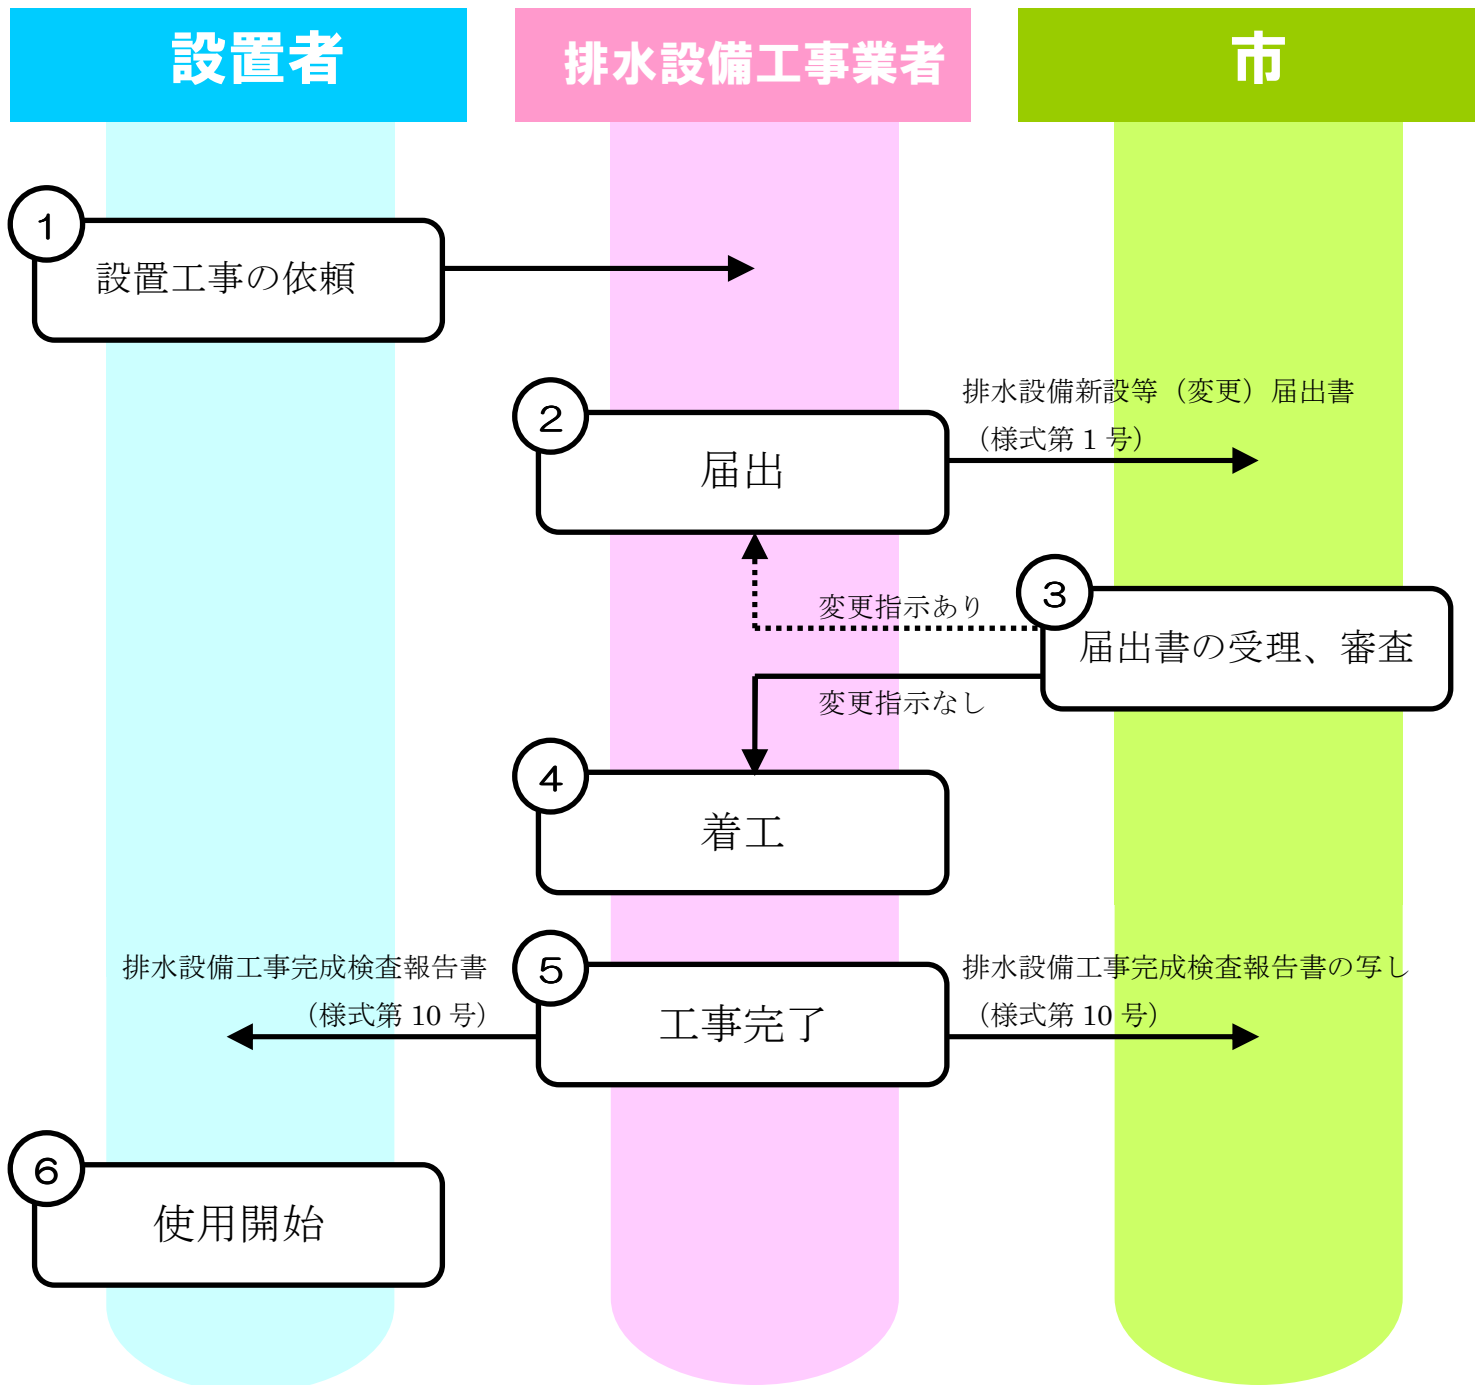 設置者
排水設備工事業者
市
1
設置工事の依頼
2
届出
排水設備新設等（変更）届出書
（様式第 1 号）
3
届出書の受理、審査
変更指示あり
変更指示なし
4
着工
5
工事完了
排水設備工事完成検査報告書
（様式第 10 号）
排水設備工事完成検査報告書の写し
（様式第 10 号）
6
使用開始